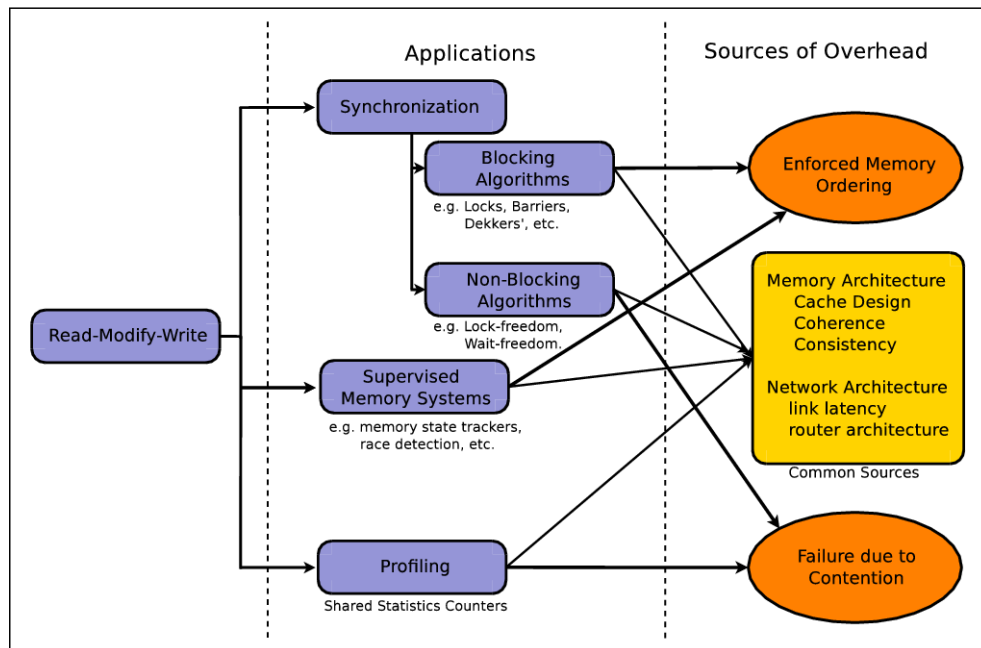 Applications
Sources of Overhead
Synchronization
Blocking
Algorithms
e.g. Locks, Barriers,
Dekkers', etc.
Enforced Memory
Ordering
Non-Blocking
Algorithms
e.g. Lock-freedom,
Wait-freedom.
Memory Architecture
Cache Design
Coherence
Consistency
Network Architecture
link latency
router architecture
Common Sources
Read-Modify-Write
Supervised
Memory Systems
e.g. memory state trackers,
race detection, etc.
Profiling
Shared Statistics Counters
Failure due to
Contention